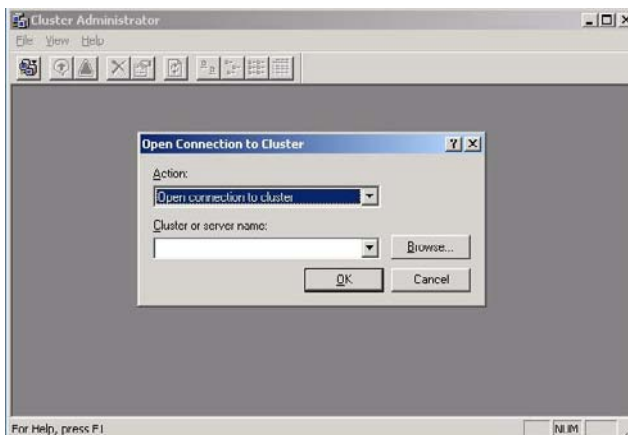 Cluster Administrator
File View Help
Open Connection to Cluster
Action:
Open connection to cluster
Cluster or server name:
Browse...
OK Cancel
For Help, press F1
NUM